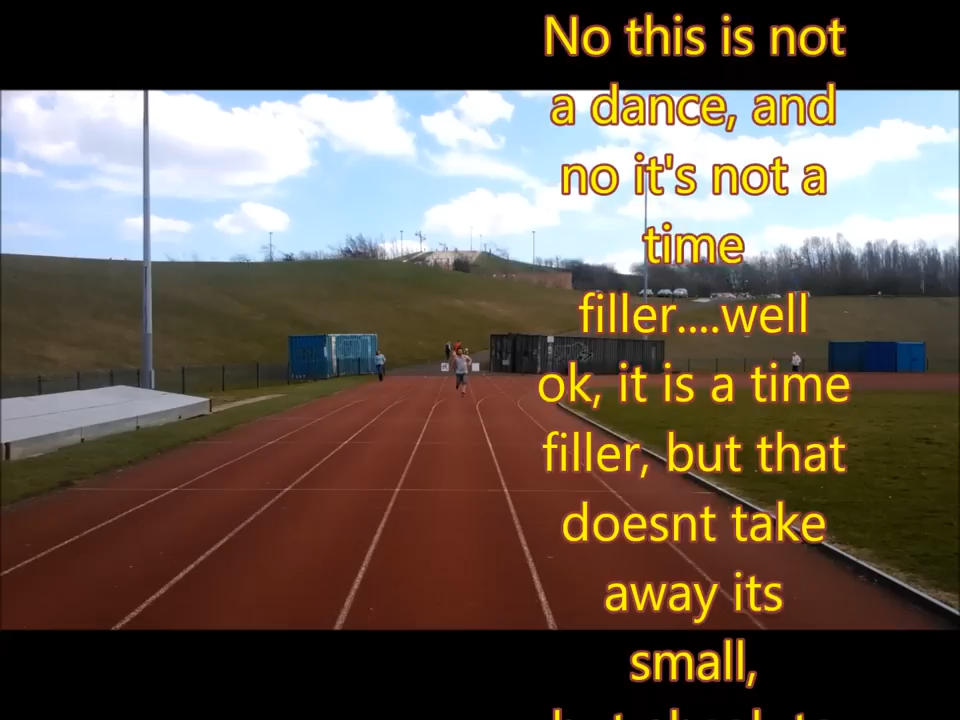 No this is not
a dance, and
no it's not a
time
filler....well
ok, it is a time
filler, but that
doesnt take
away its
small,